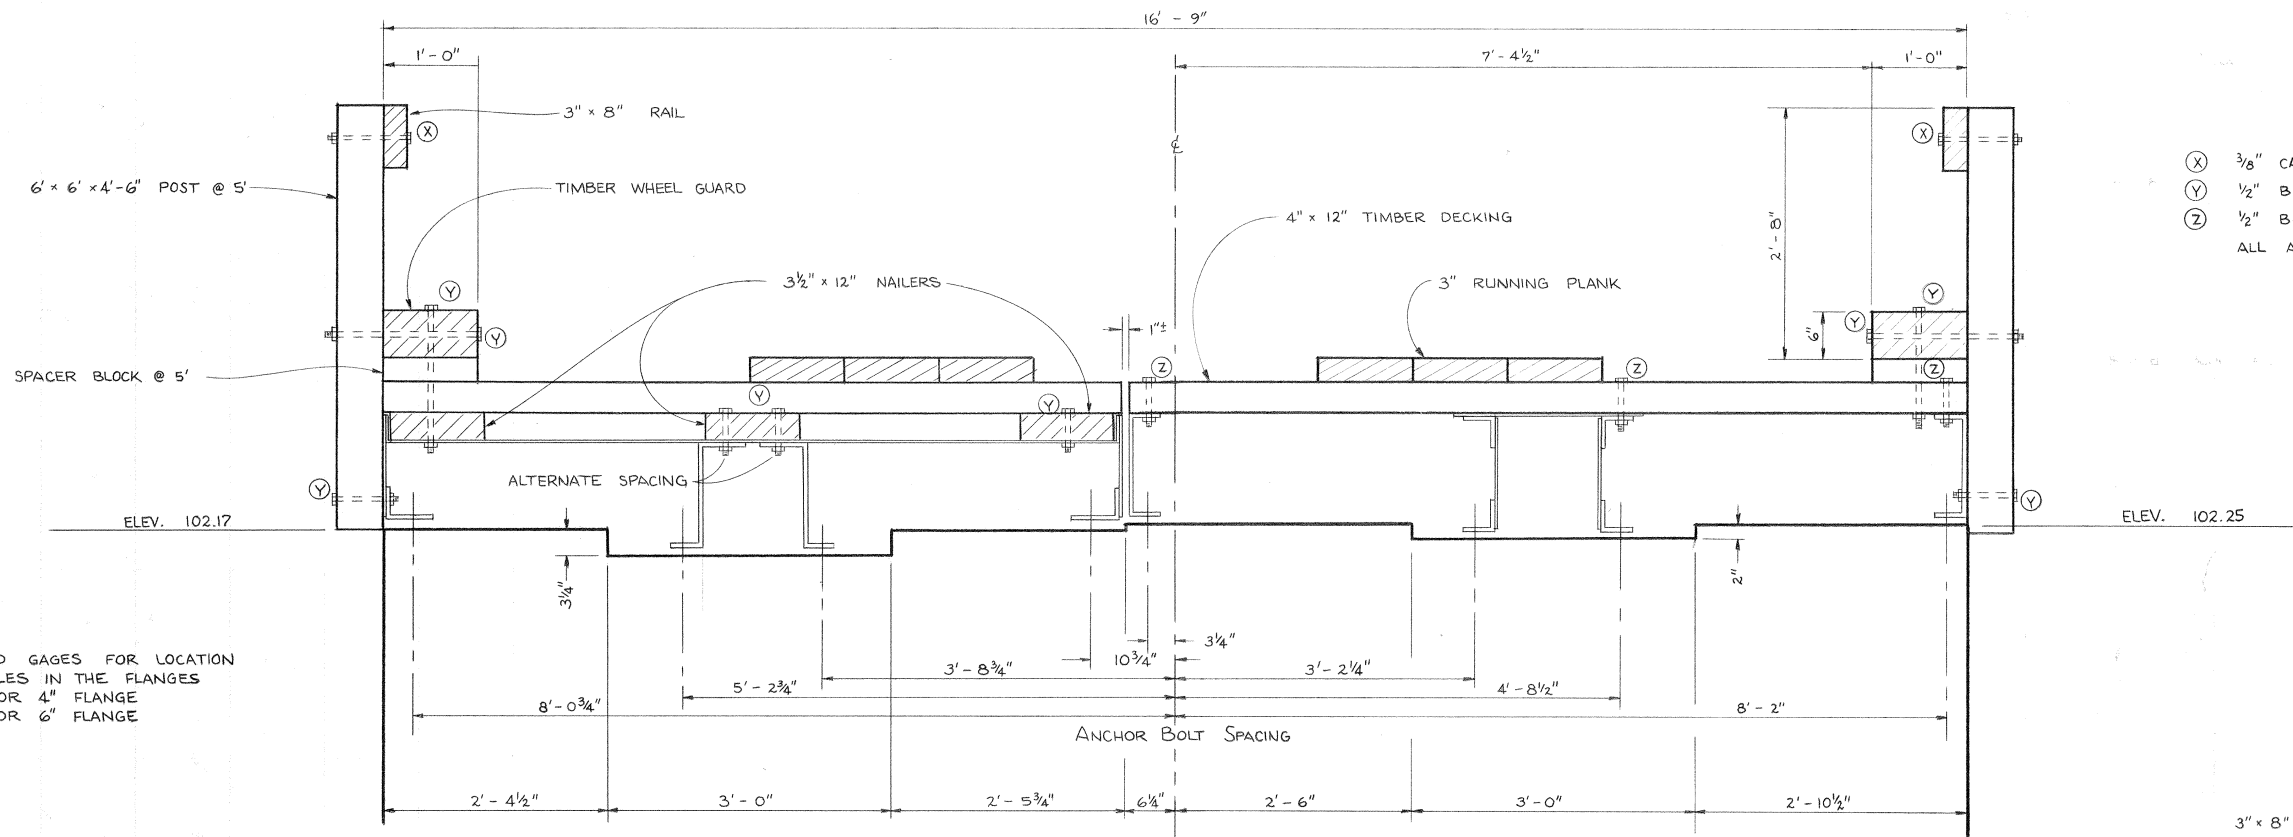 16' - 9"
1'- 0"
7'- 4½"
1'- 0"
3" × 8" RAIL
X
X
℄
X 3/8" CA
Y ½" B
Z ½" B
ALL A
6' × 6' × 4'-6" POST @ 5'
TIMBER WHEEL GUARD
4" × 12" TIMBER DECKING
2' - 8"
3½" × 12" NAILERS
3" RUNNING PLANK
Y
Y
1"±
Y
Y
6"
SPACER BLOCK @ 5'
Z
Z
Z
Y
Y
ALTERNATE SPACING
Y
Y
ELEV. 102.17
ELEV. 102.25
3¼"
2"
3¼"
GAGES FOR LOCATION
LES IN THE FLANGES
OR 4" FLANGE
OR 6" FLANGE
10¾"
3' - 8¾"
3' - 2¼"
5' - 2¾"
4' - 8½"
8' - 0¾"
8' - 2"
ANCHOR BOLT SPACING
2' - 4½"
3' - 0"
2' - 5¾"
6¼"
2' - 6"
3' - 0"
2' - 10½"
3" × 8"